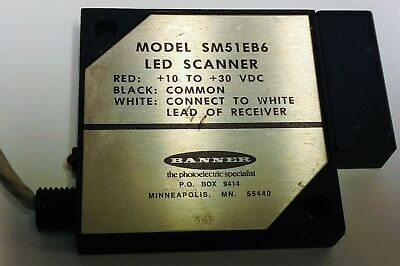 MODEL SM51EB6
LED SCANNER
RED: +10 TO +30 VDC
BLACK: COMMON
WHITE: CONNECT TO WHITE
LEAD OF RECEIVER
BANNER
the photoelectric specialist
P.O. BOX 9414
MINNEAPOLIS, MN. 55440